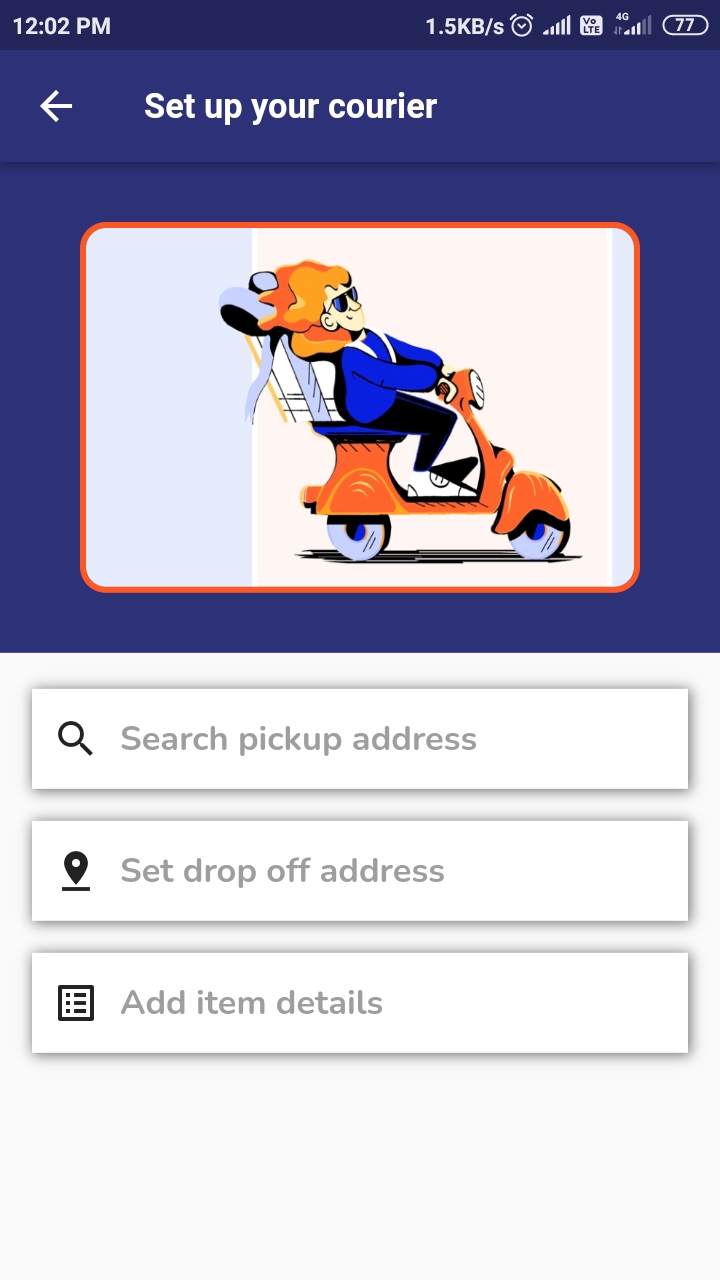 12:02 PM
1.5KB/s
Vo
LTE
4G
77
Set up your courier
Search pickup address
Set drop off address
Add item details